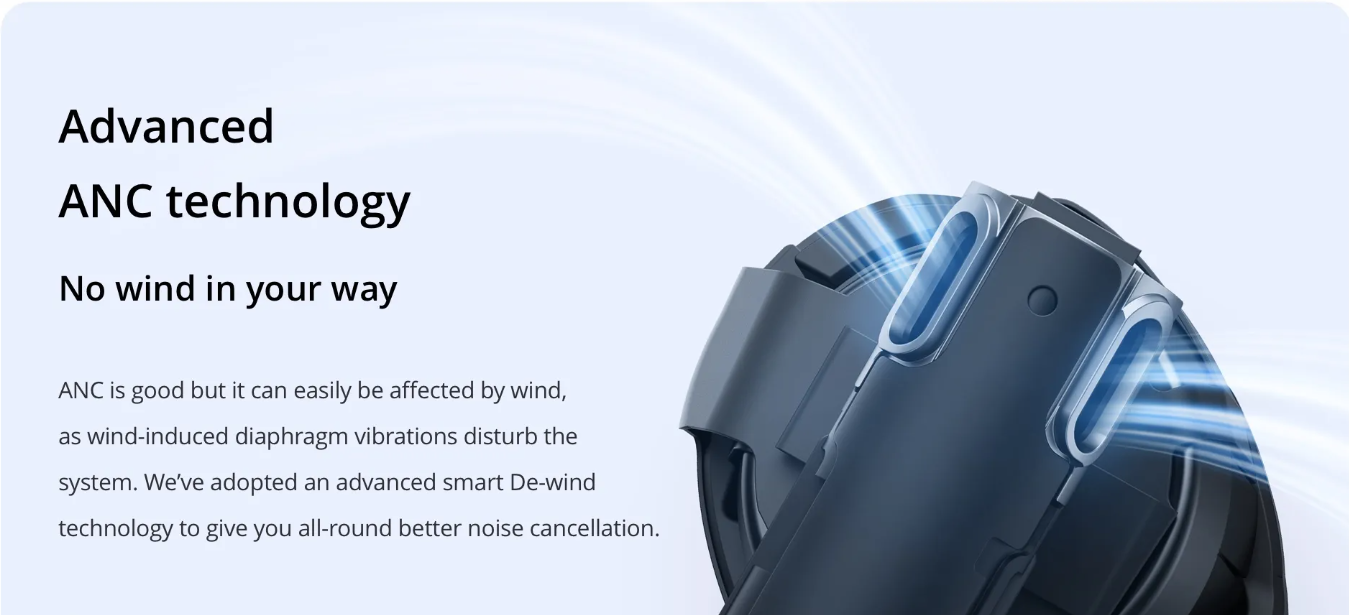 Advanced
ANC technology
No wind in your way
ANC is good but it can easily be affected by wind,
as wind-induced diaphragm vibrations disturb the
system. We’ve adopted an advanced smart De-wind
technology to give you all-round better noise cancellation.